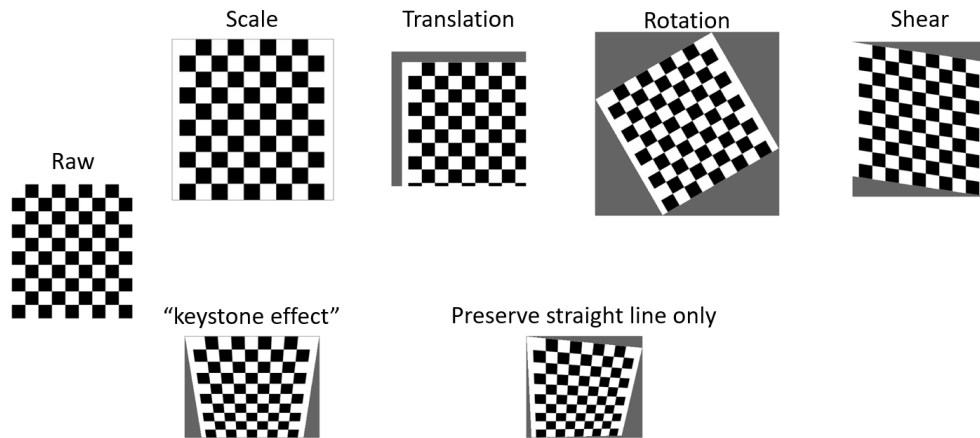 Scale
Translation
Rotation
Shear
Raw
“keystone effect”
Preserve straight line only